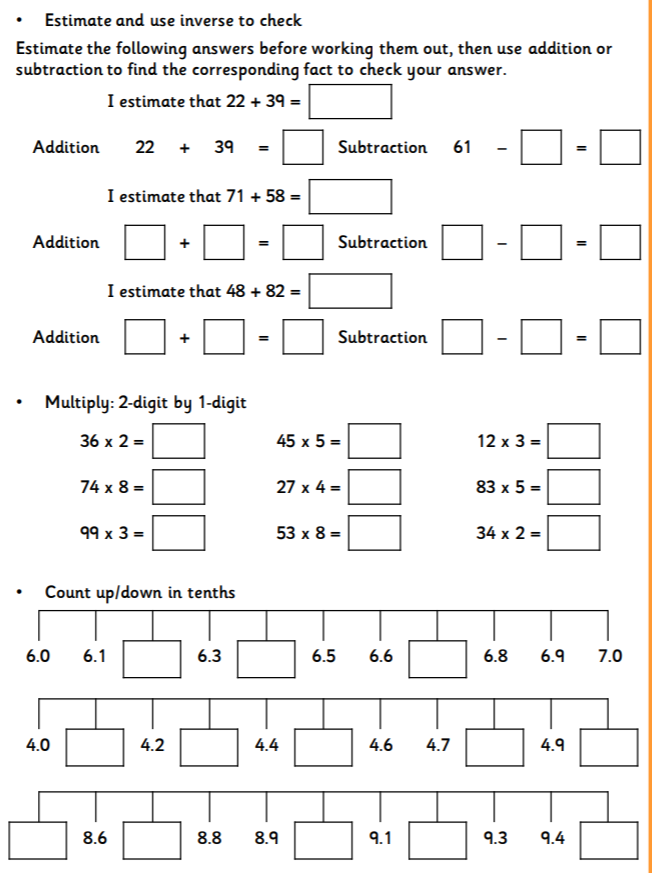 • Estimate and use inverse to check
Estimate the following answers before working them out, then use addition or
subtraction to find the corresponding fact to check your answer.
I estimate that 22 + 39 =
Addition 22 + 39 = Subtraction 61 – =
I estimate that 71 + 58 =
Addition + = Subtraction – =
I estimate that 48 + 82 =
Addition + = Subtraction – =
• Multiply: 2-digit by 1-digit
36 x 2 = 45 x 5 = 12 x 3 =
74 x 8 = 27 x 4 = 83 x 5 =
99 x 3 = 53 x 8 = 34 x 2 =
• Count up/down in tenths
6.0 6.1 6.3 6.5 6.6 6.8 6.9 7.0
4.0 4.2 4.4 4.6 4.7 4.9
8.6 8.8 8.9 9.1 9.3 9.4